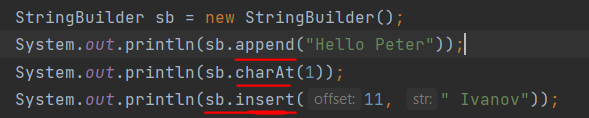 StringBuilder sb = new StringBuilder();
System.out.println(sb.append("Hello Peter"));
System.out.println(sb.charAt(1));
System.out.println(sb.insert( offset: 11, str: " Ivanov"));